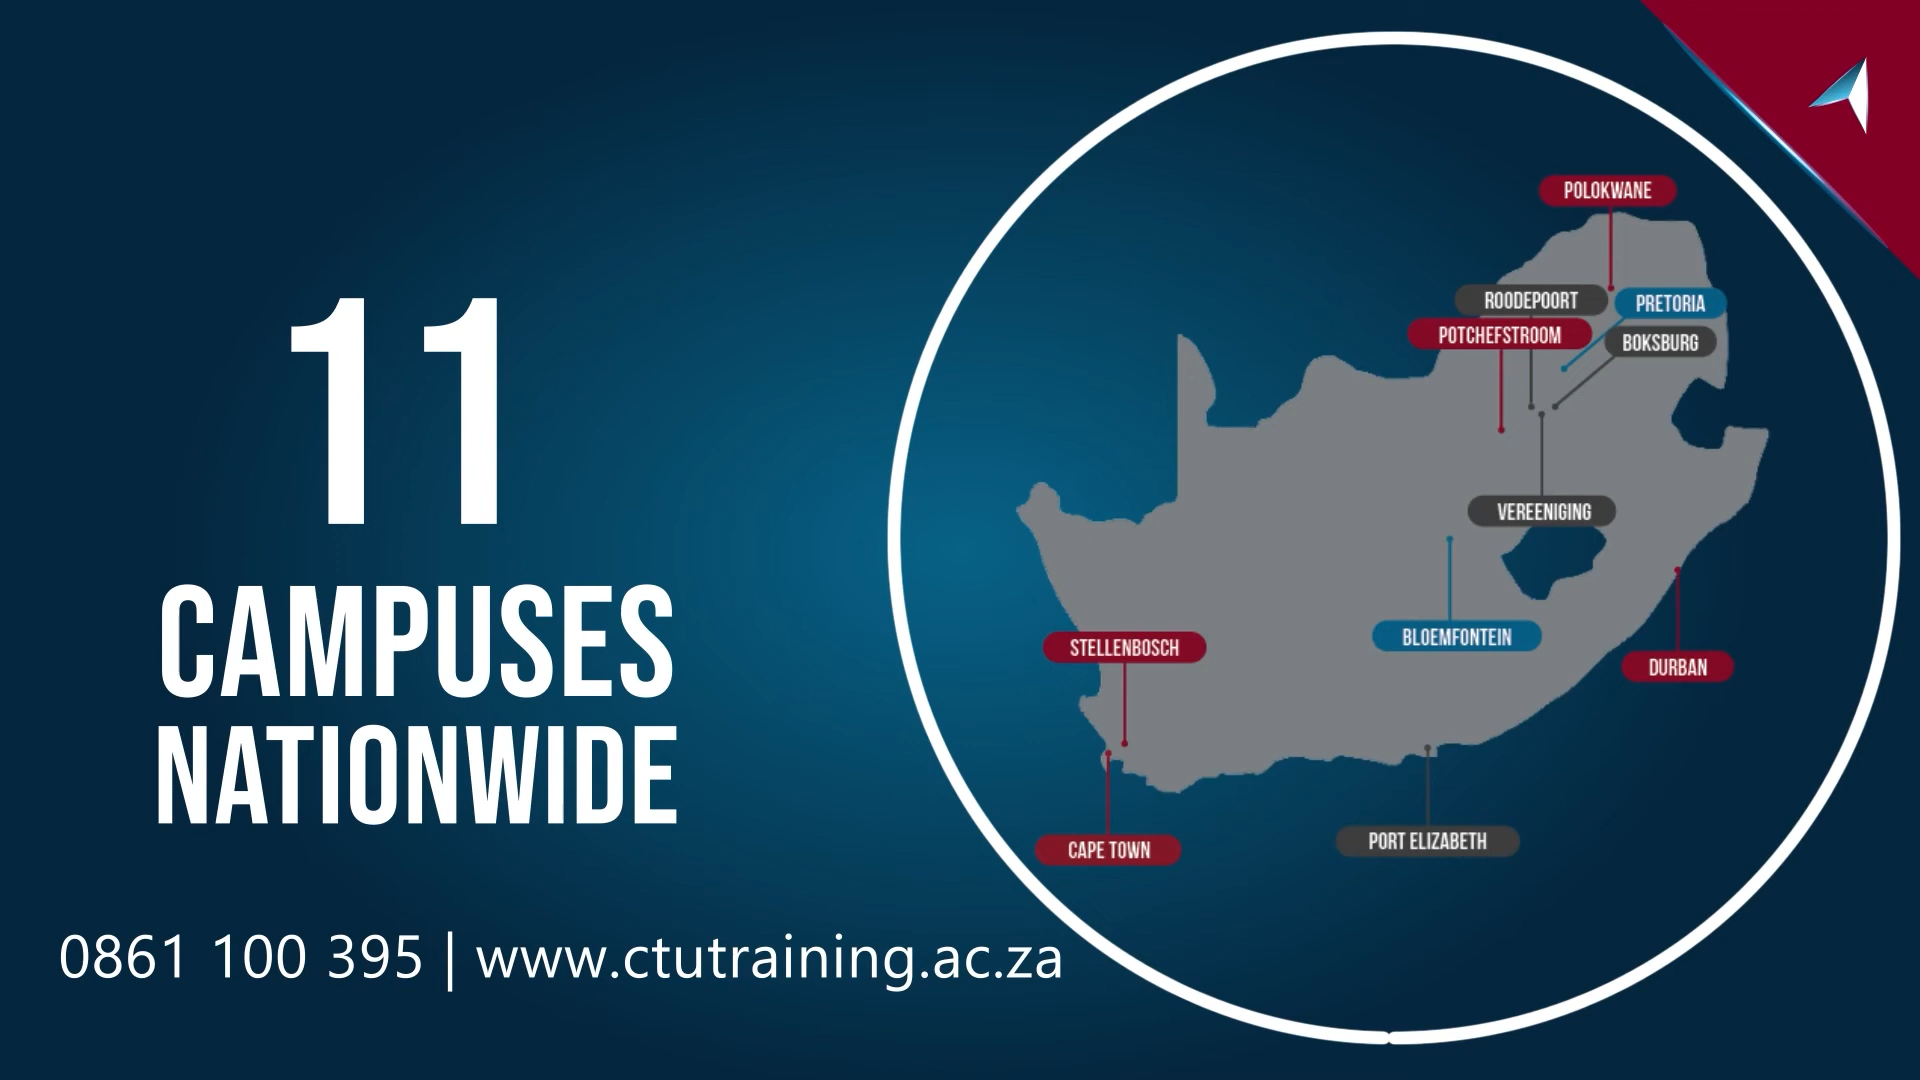 11
CAMPUSES
NATIONWIDE
0861 100 395 | www.ctutraining.ac.za
POLOKWANE
ROODEPOORT
PRETORIA
POTCHEFSTROOM
BOKSBURG
VEREENIGING
BLOEMFONTEIN
STELLENBOSCH
DURBAN
PORT ELIZABETH
CAPE TOWN